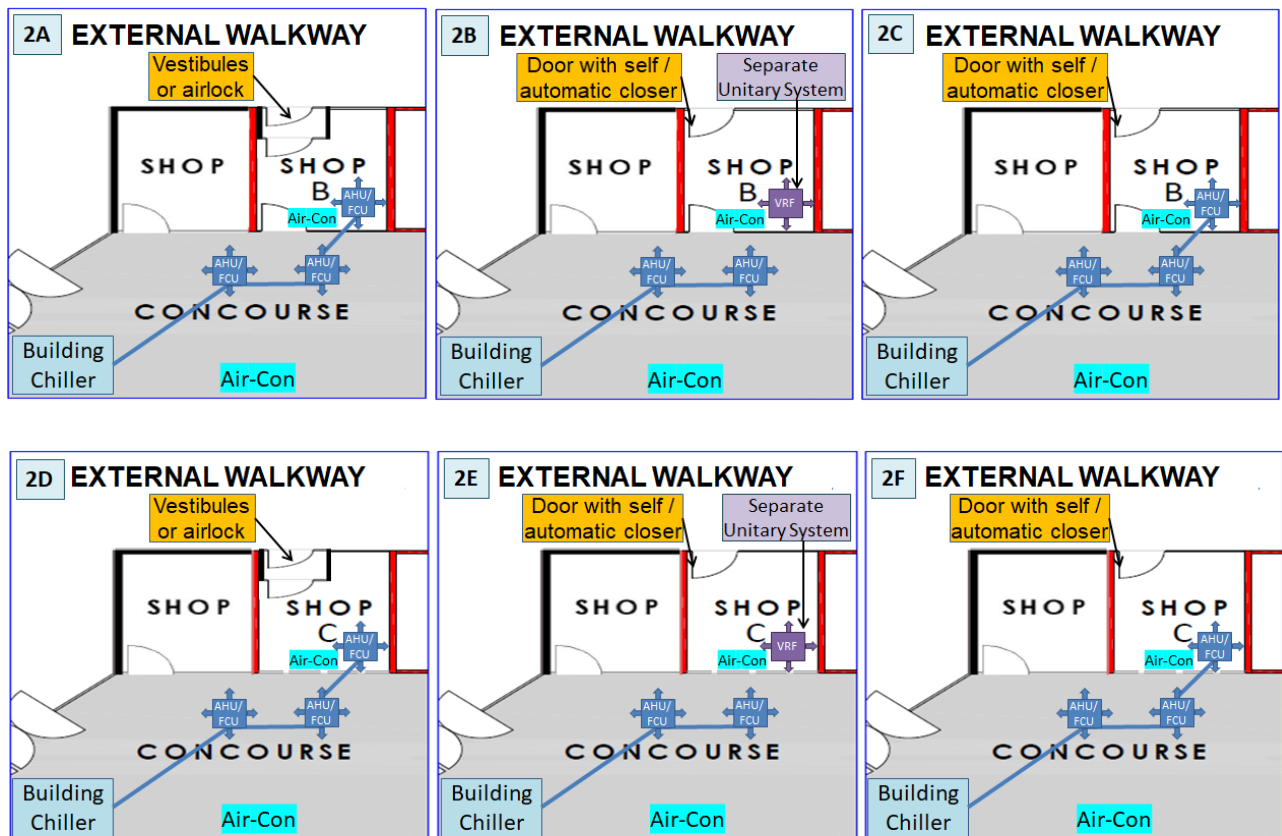 2A EXTERNAL WALKWAY
Vestibules
or airlock
SHOP
SHOP
B
AHU/
FCU
Air-Con
AHU/
FCU
AHU/
FCU
CONCOURSE
Building
Chiller
Air-Con
2B EXTERNAL WALKWAY
Door with self /
automatic closer
Separate
Unitary System
SHOP
SHOP
B
VRF
Air-Con
AHU/
FCU
AHU/
FCU
CONCOURSE
Building
Chiller
Air-Con
2C EXTERNAL WALKWAY
Door with self /
automatic closer
SHOP
SHOP
B
AHU/
FCU
Air-Con
AHU/
FCU
AHU/
FCU
CONCOURSE
Building
Chiller
Air-Con
2D EXTERNAL WALKWAY
Vestibules
or airlock
SHOP
SHOP
C
AHU/
FCU
Air-Con
AHU/
FCU
AHU/
FCU
CONCOURSE
Building
Chiller
Air-Con
2E EXTERNAL WALKWAY
Door with self /
automatic closer
Separate
Unitary System
SHOP
SHOP
C
VRF
Air-Con
AHU/
FCU
AHU/
FCU
CONCOURSE
Building
Chiller
Air-Con
2F EXTERNAL WALKWAY
Door with self /
automatic closer
SHOP
SHOP
C
AHU/
FCU
Air-Con
AHU/
FCU
AHU/
FCU
CONCOURSE
Building
Chiller
Air-Con